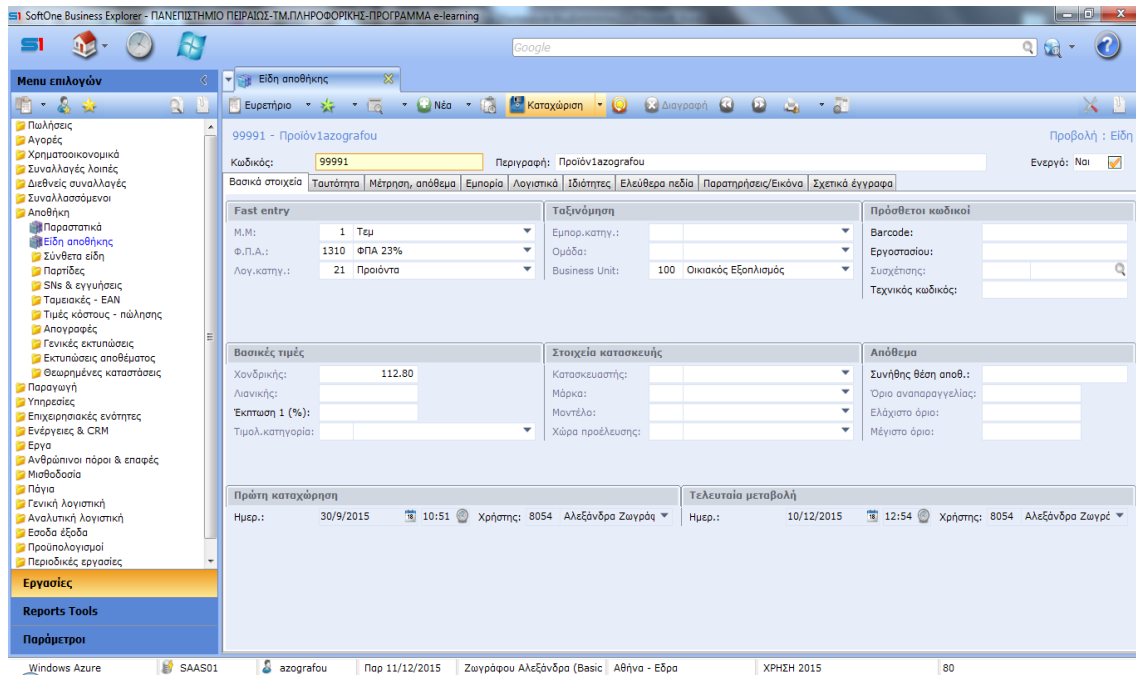 SoftOne Business Explorer - ΠΑΝΕΠΙΣΤΗΜΙΟ ΠΕΙΡΑΙΩΣ-ΤΜ.ΠΛΗΡΟΦΟΡΙΚΗΣ-ΠΡΟΓΡΑΜΜΑ e-learning
Google
Menu επιλογών
Είδη αποθήκης
Ευρετήριο Νέα Καταχώριση Διαγραφή
Πωλήσεις
Αγορές
Χρηματοοικονομικά
Συναλλαγές λοιπές
Διεθνείς συναλλαγές
Συναλλασσόμενοι
Αποθήκη
Παραστατικά
Είδη αποθήκης
Σύνθετα είδη
Παρτίδες
SNs & εγγυήσεις
Ταμειακές - EAN
Τιμές κόστους - πώλησης
Απογραφές
Γενικές εκτυπώσεις
Εκτυπώσεις αποθέματος
Θεωρημένες καταστάσεις
Παραγωγή
Υπηρεσίες
Επιχειρησιακές ενότητες
Ενέργειες & CRM
Εργα
Ανθρώπινοι πόροι & επαφές
Μισθοδοσία
Πάγια
Γενική λογιστική
Αναλυτική λογιστική
Εσοδα έξοδα
Προϋπολογισμοί
Περιοδικές εργασίες
Εργασίες
Reports Tools
Παράμετροι
99991 - Προϊόν1azografou Προβολή : Είδη
Κωδικός: 99991 Περιγραφή: Προϊόν1azografou Ενεργό: Ναι
Βασικά στοιχεία Ταυτότητα Μέτρηση, απόθεμα Εμπορία Λογιστικά Ιδιότητες Ελεύθερα πεδία Παρατηρήσεις/Εικόνα Σχετικά έγγραφα
Fast entry Ταξινόμηση Πρόσθετοι κωδικοί
Μ.Μ: 1 Τεμ Εμπορ.κατηγ.: Barcode:
Φ.Π.Α.: 1310 ΦΠΑ 23% Ομάδα: Εργοστασίου:
Λογ.κατηγ.: 21 Προιόντα Business Unit: 100 Οικιακός Εξοπλισμός Συσχέτισης:
Τεχνικός κωδικός:
Βασικές τιμές Στοιχεία κατασκευής Απόθεμα
Χονδρικής: 112.80 Κατασκευαστής: Συνήθης θέση αποθ.:
Λιανικής: Μάρκα: Όριο αναπαραγγελίας:
Έκπτωση 1 (%): Μοντέλο: Ελάχιστο όριο:
Τιμολ.κατηγορία: Χώρα προέλευσης: Μέγιστο όριο:
Πρώτη καταχώρηση Τελευταία μεταβολή
Ημερ.: 30/9/2015 18 10:51 Χρήστης: 8054 Αλεξάνδρα Ζωγράφ Ημερ.: 10/12/2015 18 12:54 Χρήστης: 8054 Αλεξάνδρα Ζωγρά
Windows Azure SAAS01 azografou Παρ 11/12/2015 Ζωγράφου Αλεξάνδρα (Basic Αθήνα - Εδρα ΧΡΗΣΗ 2015 80